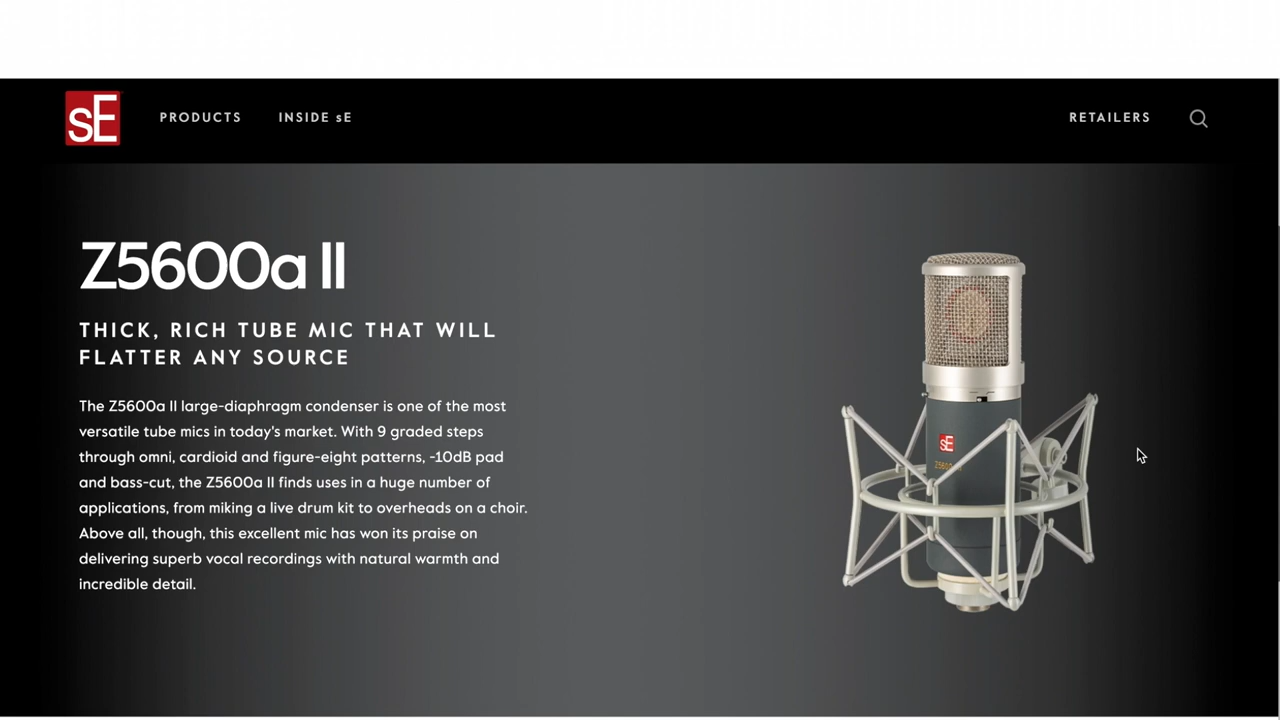 sE
PRODUCTS
INSIDE sE
RETAILERS
Z5600a II
THICK, RICH TUBE MIC THAT WILL
FLATTER ANY SOURCE
The Z5600a II large-diaphragm condenser is one of the most
versatile tube mics in today's market. With 9 graded steps
through omni, cardioid and figure-eight patterns, -10dB pad
and bass-cut, the Z5600a II finds uses in a huge number of
applications, from miking a live drum kit to overheads on a choir.
Above all, though, this excellent mic has won its praise on
delivering superb vocal recordings with natural warmth and
incredible detail.
sE